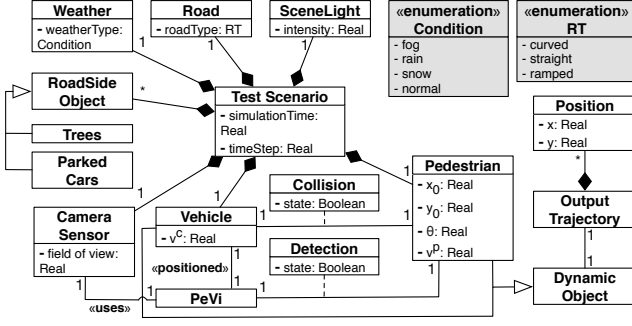 Weather
- weatherType:
Condition
Road
- roadType: RT
SceneLight
- intensity: Real
«enumeration»
Condition
- fog
- rain
- snow
- normal
«enumeration»
RT
- curved
- straight
- ramped
1
1
1
RoadSide
Object
*
Trees
Parked
Cars
Test Scenario
- simulationTime:
Real
- timeStep: Real
Position
- x: Real
- y: Real
*
1
1
1
Collision
- state: Boolean
Pedestrian
- x0: Real
- y0: Real
- θ: Real
- v^p: Real
Output
Trajectory
1
1
Camera
Sensor
- field of view:
Real
Vehicle
- v^c: Real
1
1
1
«positioned»
Detection
- state: Boolean
1
1
1
«uses»
1
PeVi
1
Dynamic
Object